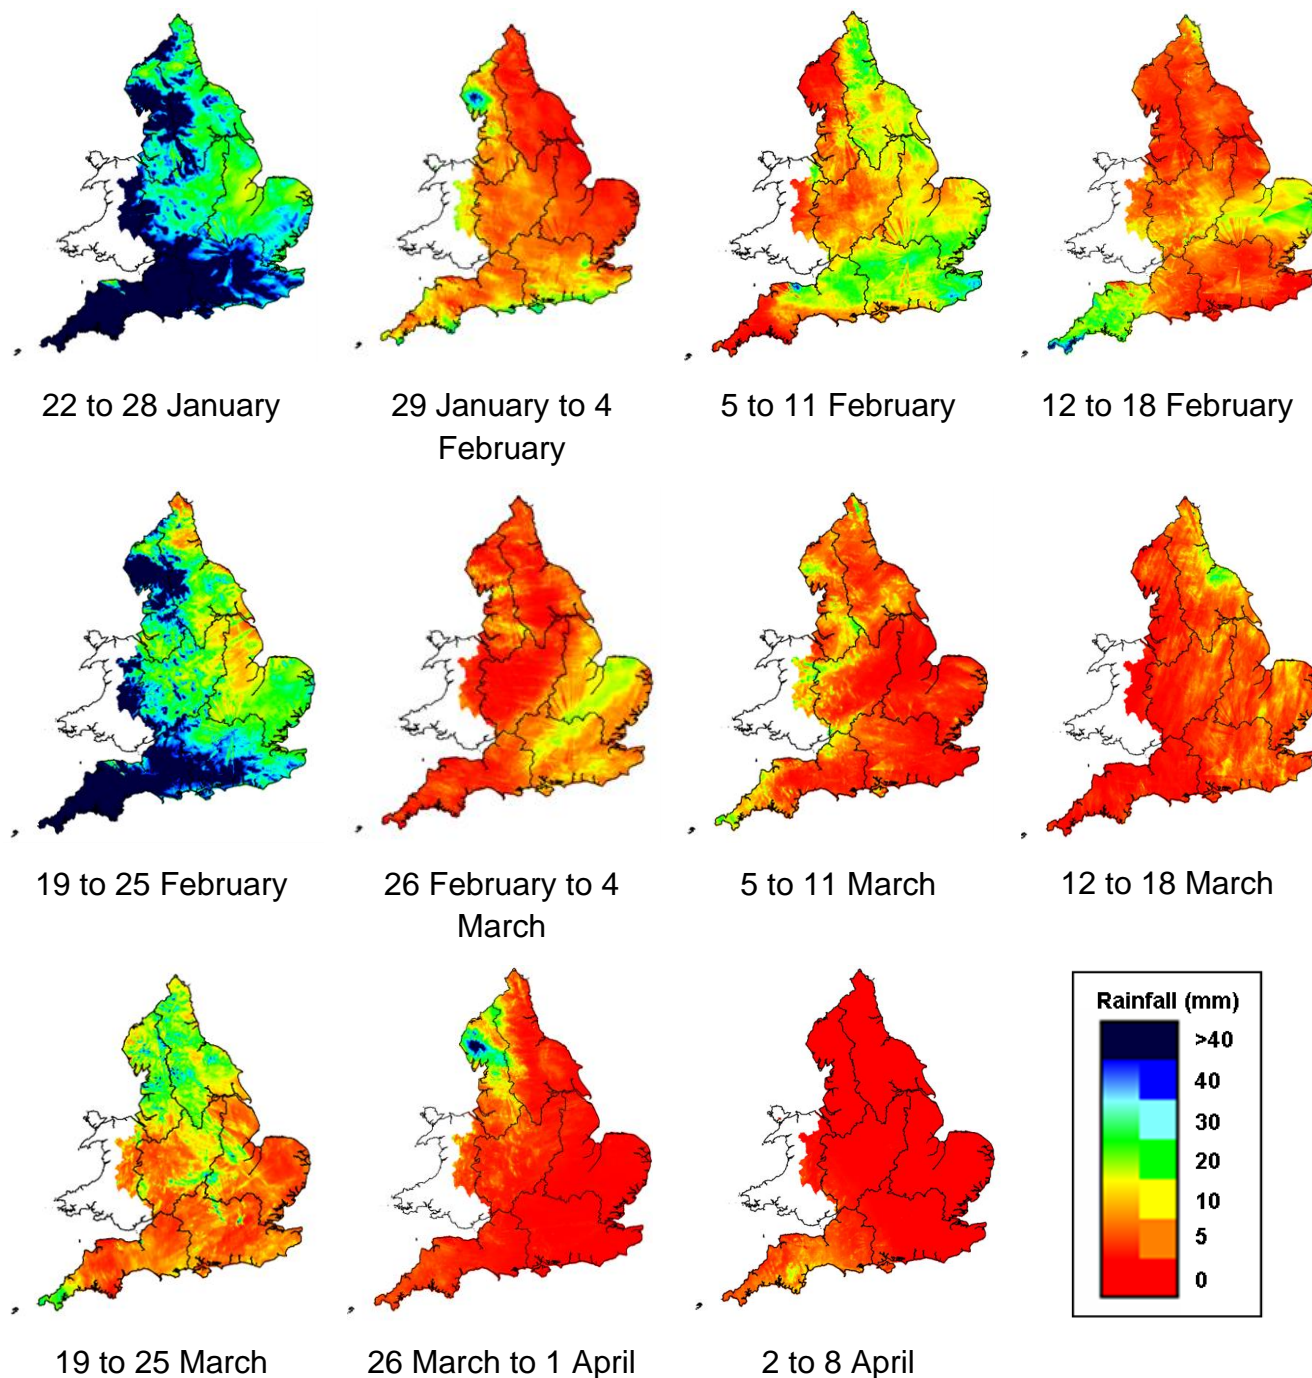 22 to 28 January
29 January to 4
February
5 to 11 February
12 to 18 February
19 to 25 February
26 February to 4
March
5 to 11 March
12 to 18 March
19 to 25 March
26 March to 1 April
2 to 8 April
Rainfall (mm)
>40
40
30
20
10
5
0